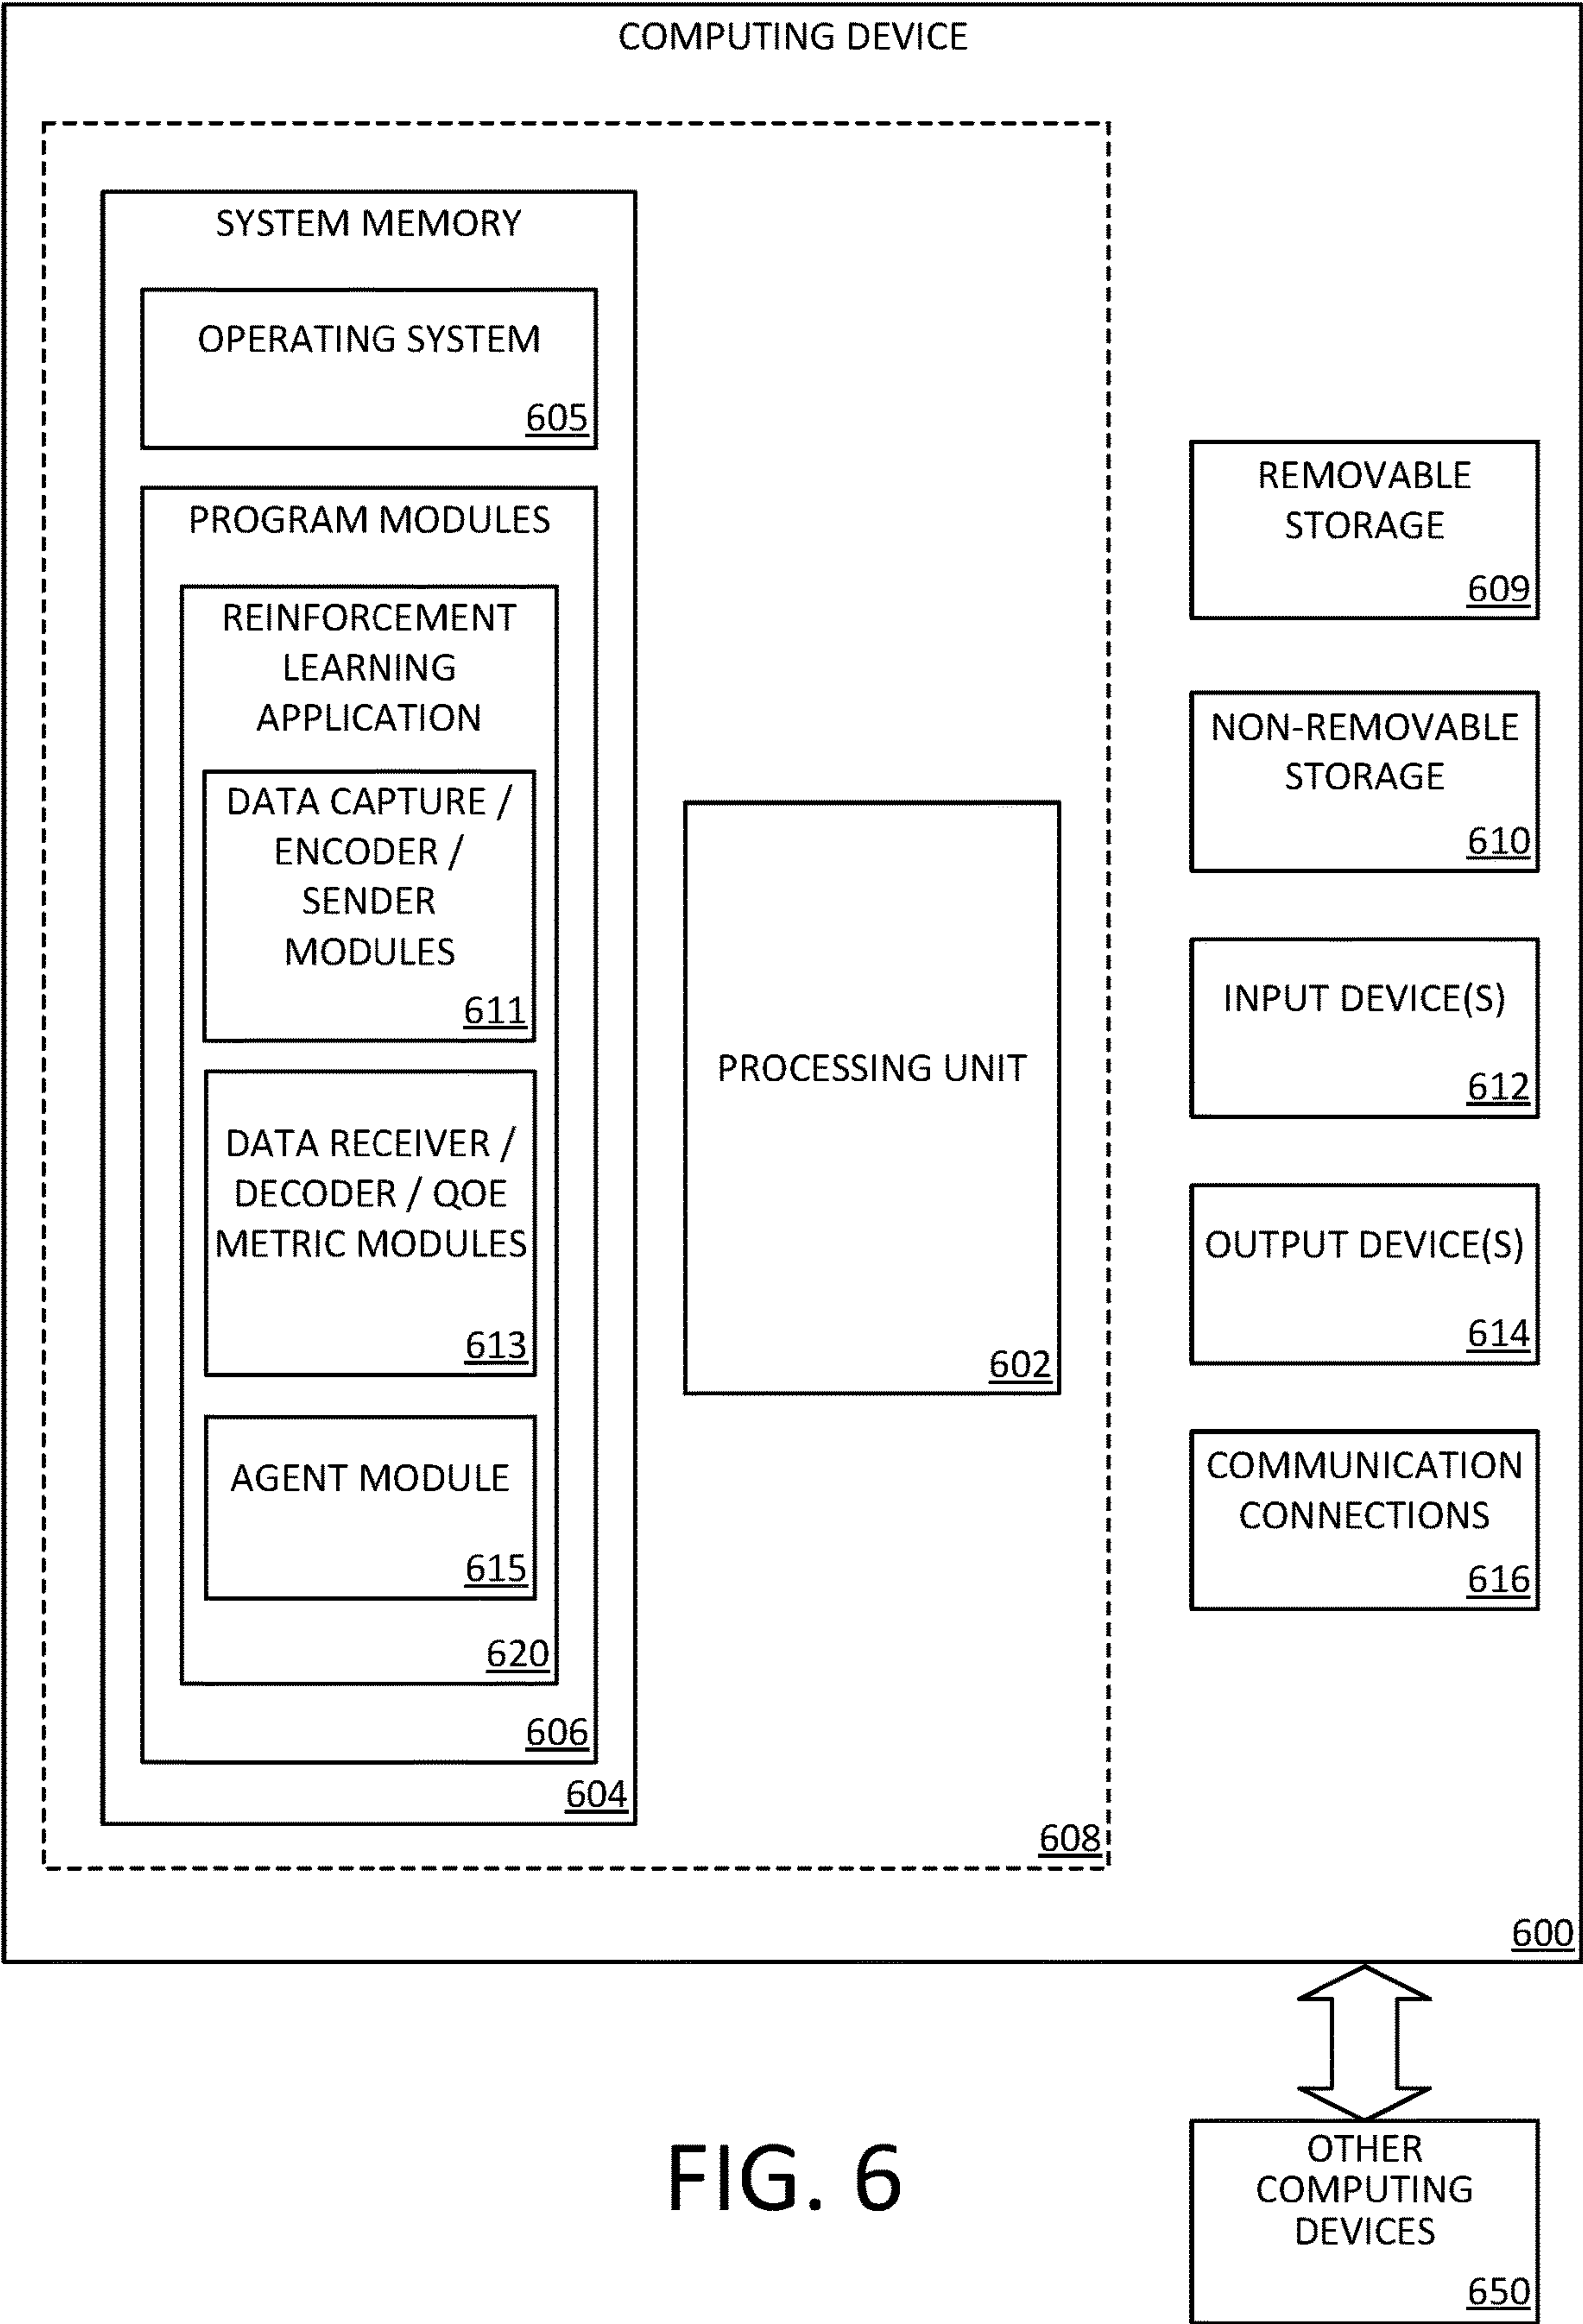 COMPUTING DEVICE
SYSTEM MEMORY
OPERATING SYSTEM
605
PROGRAM MODULES
REINFORCEMENT
LEARNING
APPLICATION
DATA CAPTURE /
ENCODER /
SENDER
MODULES
611
DATA RECEIVER /
DECODER / QOE
METRIC MODULES
613
AGENT MODULE
615
620
606
604
PROCESSING UNIT
602
608
REMOVABLE
STORAGE
609
NON-REMOVABLE
STORAGE
610
INPUT DEVICE(S)
612
OUTPUT DEVICE(S)
614
COMMUNICATION
CONNECTIONS
616
600
OTHER
COMPUTING
DEVICES
650
FIG. 6